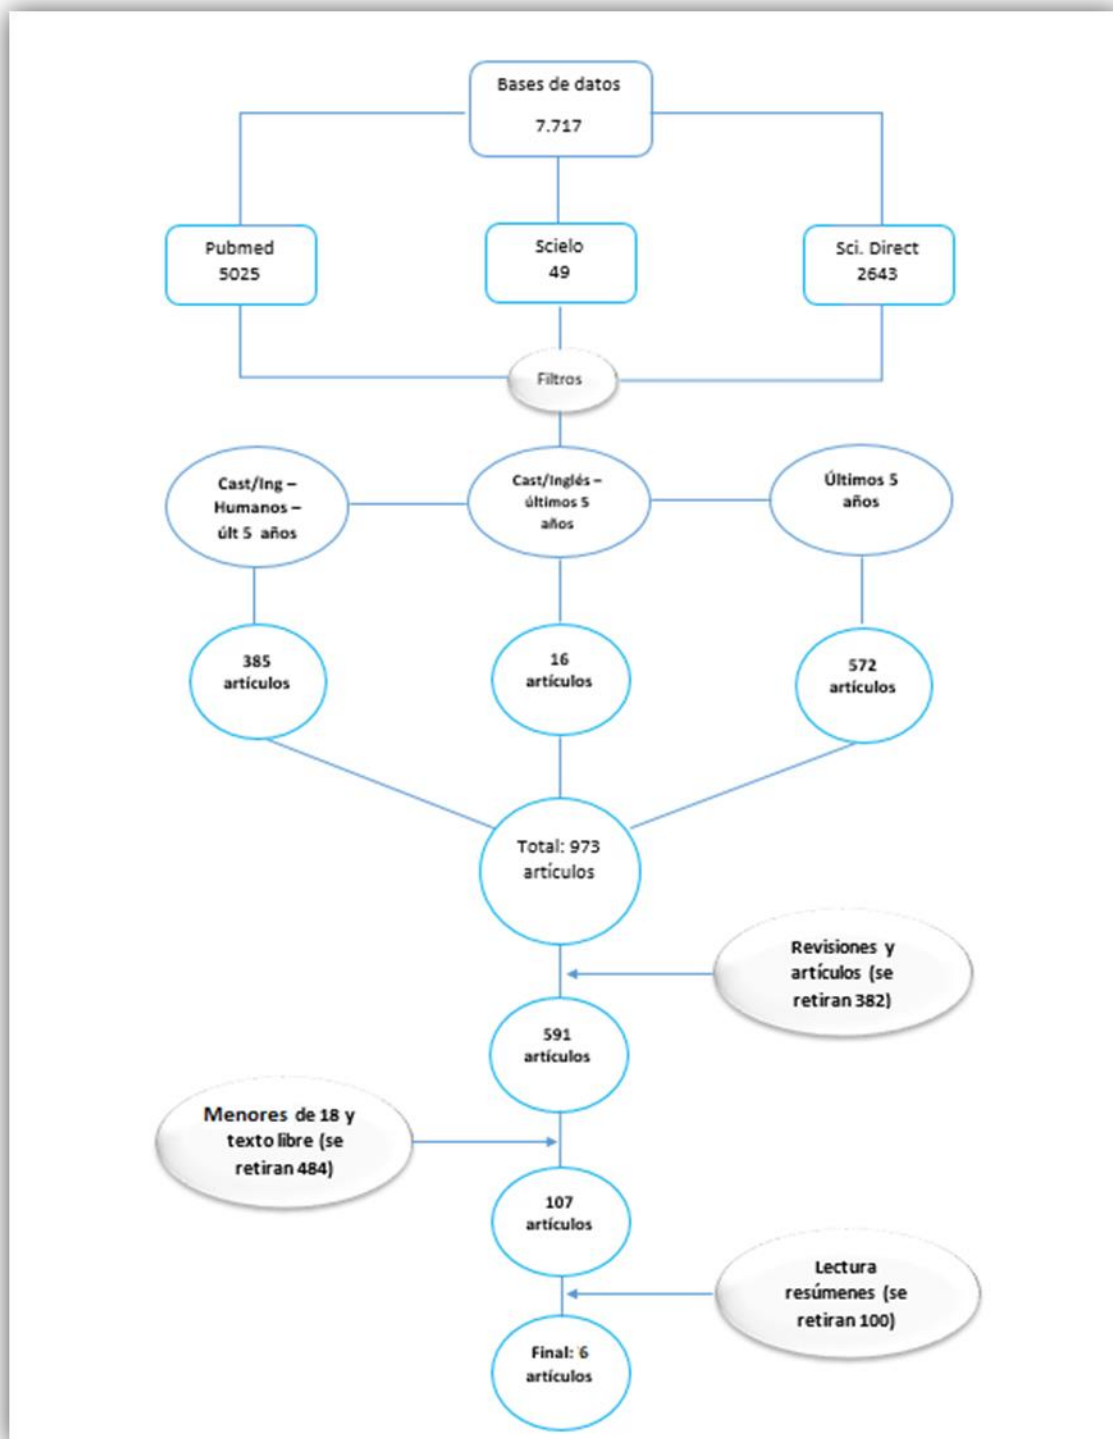 Bases de datos
7.717
Pubmed
5025
Scielo
49
Sci. Direct
2643
Filtros
Cast/Ing –
Humanos –
últ 5 años
Cast/Inglés –
últimos 5
años
Últimos 5
años
385
artículos
16
artículos
572
artículos
Total: 973
artículos
Revisiones y
artículos (se
retiran 382)
591
artículos
Menores de 18 y
texto libre (se
retiran 484)
107
artículos
Lectura
resúmenes (se
retiran 100)
Final: 6
artículos